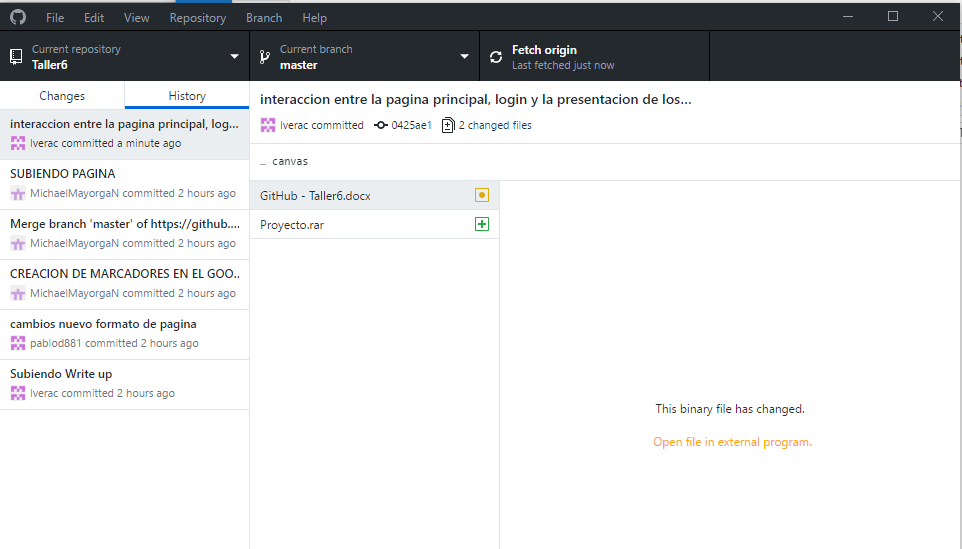 File Edit View Repository Branch Help
Current repository
Taller6
Current branch
master
Fetch origin
Last fetched just now
Changes
History
interaccion entre la pagina principal, log...
lverac committed a minute ago
SUBIENDO PAGINA
MichaelMayorgaN committed 2 hours ago
Merge branch 'master' of https://github....
MichaelMayorgaN committed 2 hours ago
CREACION DE MARCADORES EN EL GOO...
MichaelMayorgaN committed 2 hours ago
cambios nuevo formato de pagina
pablod881 committed 2 hours ago
Subiendo Write up
lverac committed 2 hours ago
interaccion entre la pagina principal, login y la presentacion de los...
lverac committed 0425ae1 2 changed files
... canvas
GitHub - Taller6.docx
Proyecto.rar
This binary file has changed.
Open file in external program.